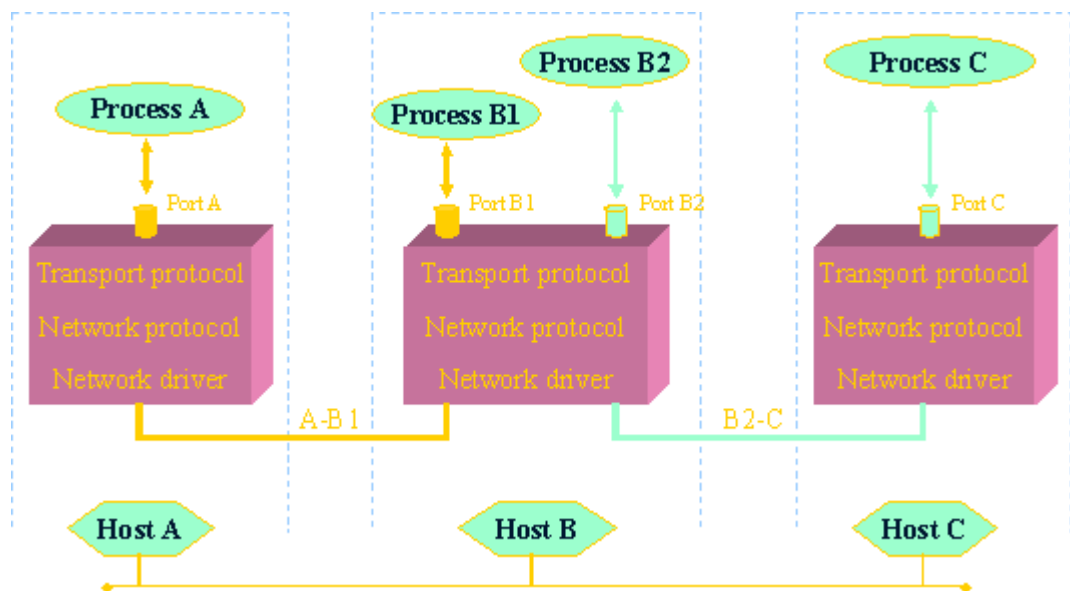 Process B2
Process C
Process A
Process B1
Port A
Port B1
Port B2
Port C
Transport protocol
Network protocol
Network driver
Transport protocol
Network protocol
Network driver
Transport protocol
Network protocol
Network driver
A-B1
B2-C
Host A
Host B
Host C